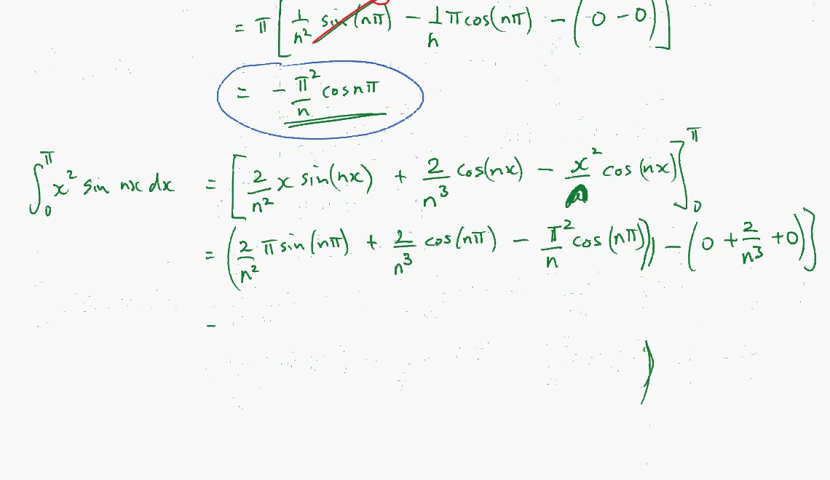 = π [ 1/n² sin(nπ) − 1/n π cos(nπ) − (0 − 0) ]
= − π²/n cos nπ
∫₀^π x² sin nx dx = [ 2/n² x sin(nx) + 2/n³ cos(nx) − x²/n cos(nx) ]₀^π
= ( 2/n² π sin(nπ) + 2/n³ cos(nπ) − π²/n cos(nπ) ) ) − ( 0 + 2/n³ + 0 ) }
−
)